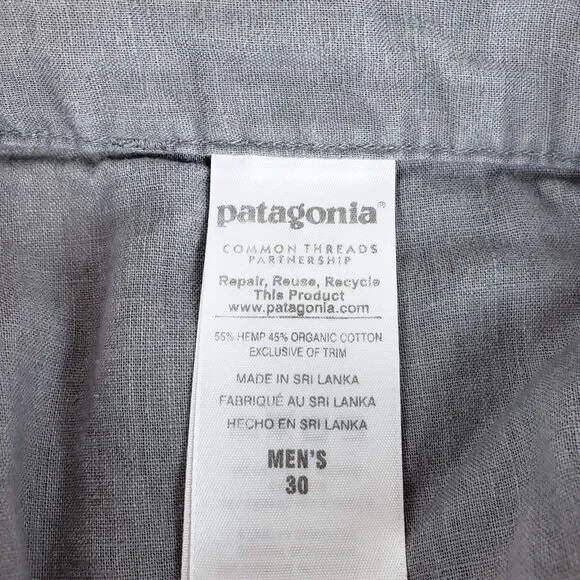 patagonia®
COMMON THREADS
PARTNERSHIP
Repair, Reuse, Recycle
This Product
www.patagonia.com
55% HEMP 45% ORGANIC COTTON
EXCLUSIVE OF TRIM
MADE IN SRI LANKA
FABRIQUÉ AU SRI LANKA
HECHO EN SRI LANKA
MEN'S
30